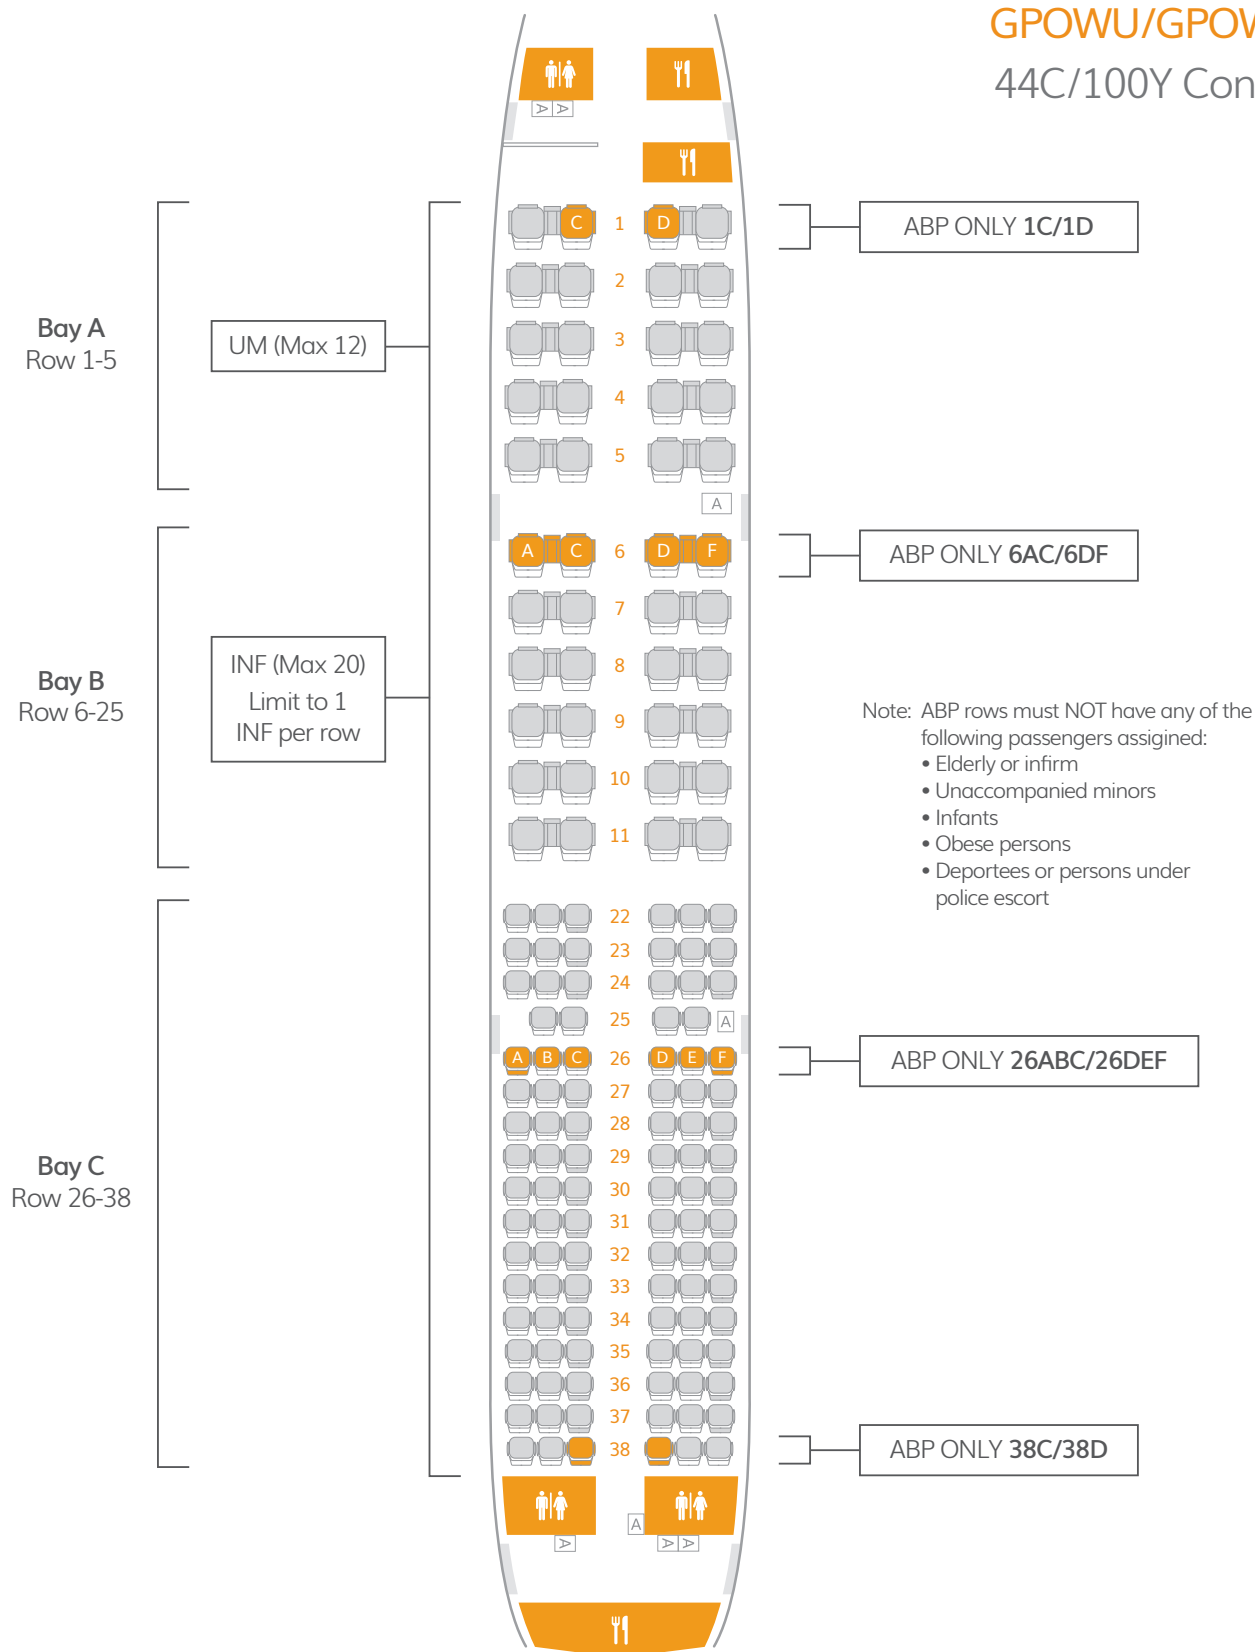 GPOWU/GPOW
44C/100Y Con
A A
C 1 D
ABP ONLY 1C/1D
2
Bay A
Row 1-5
UM (Max 12)
3
4
5
A
A C 6 D F
ABP ONLY 6AC/6DF
7
INF (Max 20)
Limit to 1
INF per row
8
Bay B
Row 6-25
9
Note: ABP rows must NOT have any of the
following passengers assigined:
• Elderly or infirm
• Unaccompanied minors
• Infants
• Obese persons
• Deportees or persons under
police escort
10
11
22
23
24
25 A
A B C 26 D E F
ABP ONLY 26ABC/26DEF
27
28
29
Bay C
Row 26-38
30
31
32
33
34
35
36
37
38
ABP ONLY 38C/38D
A
A A A